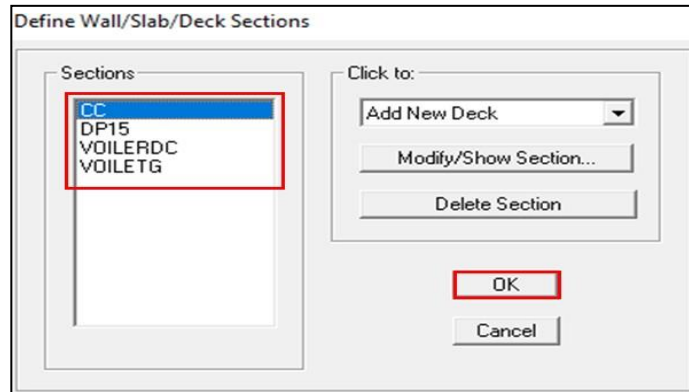 Define Wall/Slab/Deck Sections
Sections
CC
DP15
VOILERDC
VOILETG
Click to:
Add New Deck
Modify/Show Section...
Delete Section
OK
Cancel